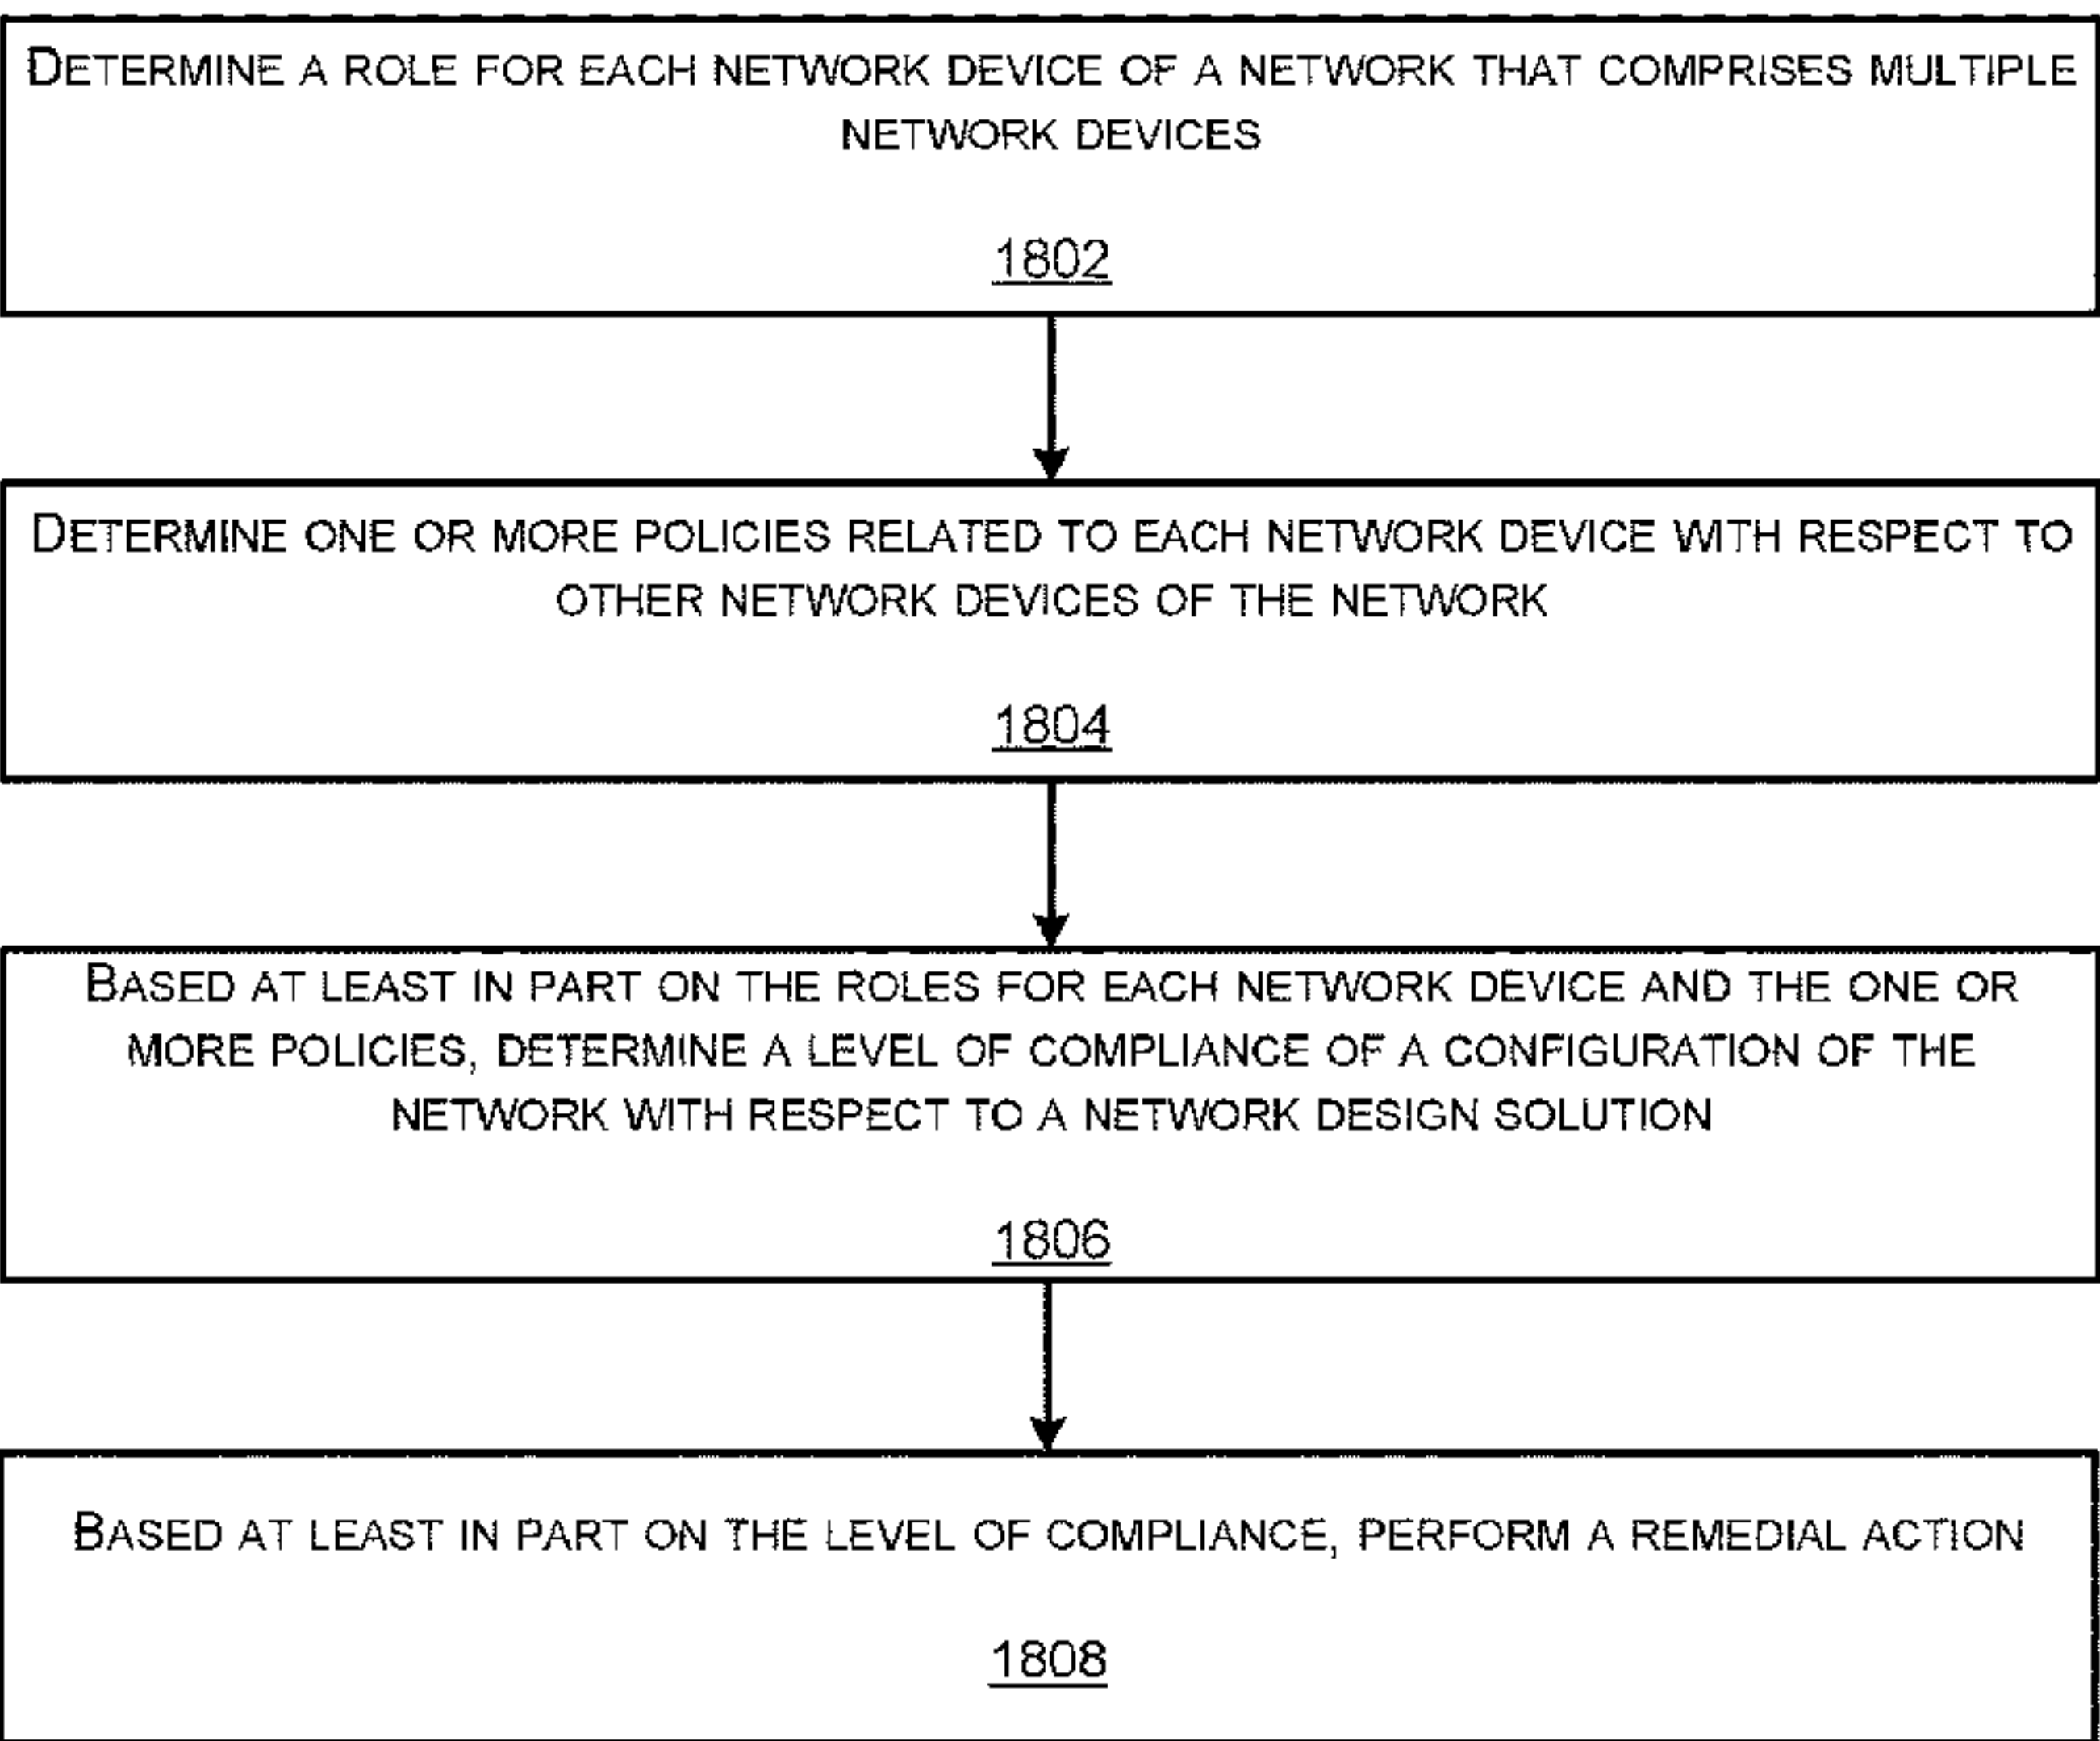 DETERMINE A ROLE FOR EACH NETWORK DEVICE OF A NETWORK THAT COMPRISES MULTIPLE
NETWORK DEVICES
1802
DETERMINE ONE OR MORE POLICIES RELATED TO EACH NETWORK DEVICE WITH RESPECT TO
OTHER NETWORK DEVICES OF THE NETWORK
1804
BASED AT LEAST IN PART ON THE ROLES FOR EACH NETWORK DEVICE AND THE ONE OR
MORE POLICIES, DETERMINE A LEVEL OF COMPLIANCE OF A CONFIGURATION OF THE
NETWORK WITH RESPECT TO A NETWORK DESIGN SOLUTION
1806
BASED AT LEAST IN PART ON THE LEVEL OF COMPLIANCE, PERFORM A REMEDIAL ACTION
1808